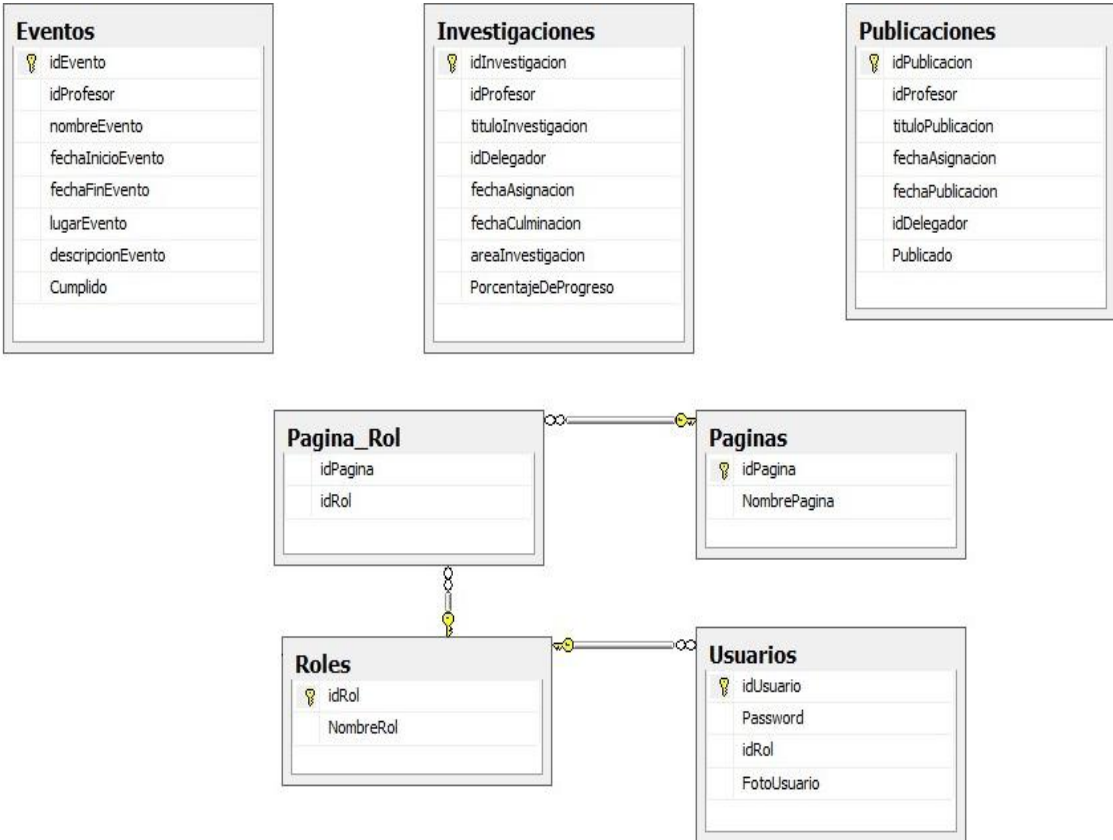 Eventos
idEvento
idProfesor
nombreEvento
fechaInicioEvento
fechaFinEvento
lugarEvento
descripcionEvento
Cumplido
Investigaciones
idInvestigacion
idProfesor
tituloInvestigacion
idDelegador
fechaAsignacion
fechaCulminacion
areaInvestigacion
PorcentajeDeProgreso
Publicaciones
idPublicacion
idProfesor
tituloPublicacion
fechaAsignacion
fechaPublicacion
idDelegador
Publicado
Pagina_Rol
idPagina
idRol
Paginas
idPagina
NombrePagina
Roles
idRol
NombreRol
Usuarios
idUsuario
Password
idRol
FotoUsuario